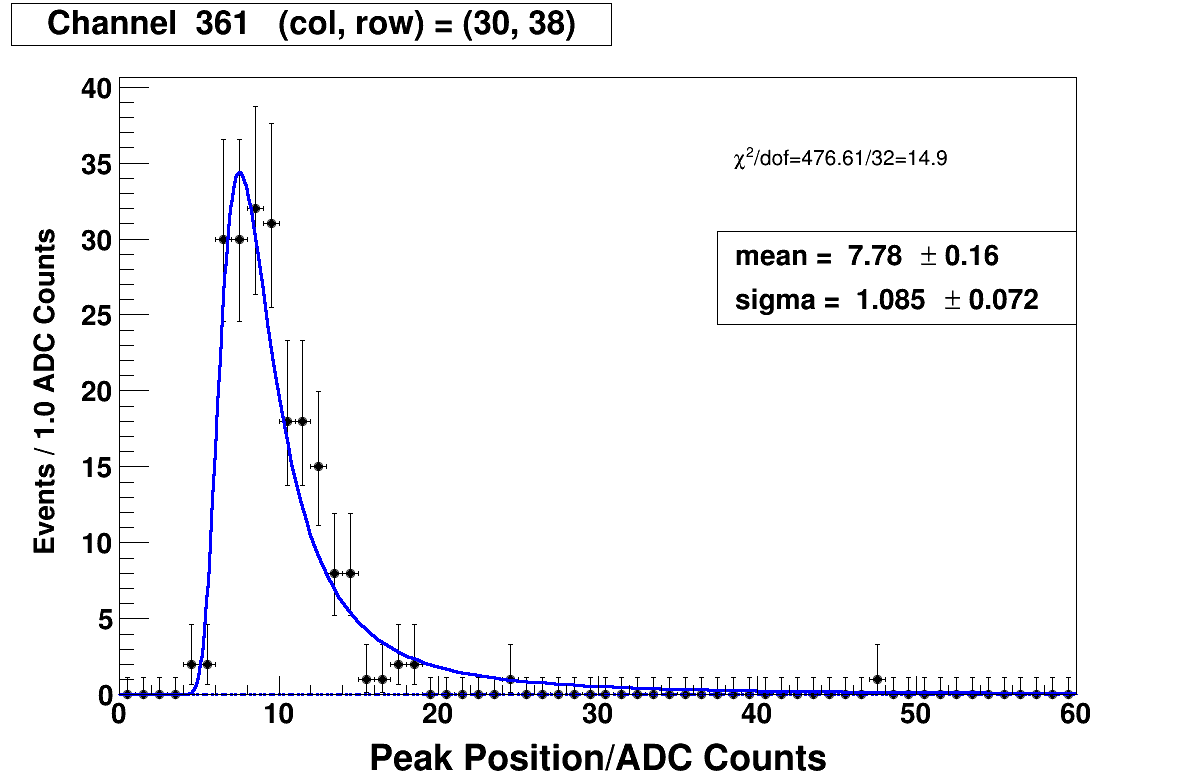 Channel 361 (col, row) = (30, 38)
40
35
30
25
20
15
10
5
0
Events / 1.0 ADC Counts
χ²/dof=476.61/32=14.9
mean = 7.78 ± 0.16
sigma = 1.085 ± 0.072
0 10 20 30 40 50 60
Peak Position/ADC Counts